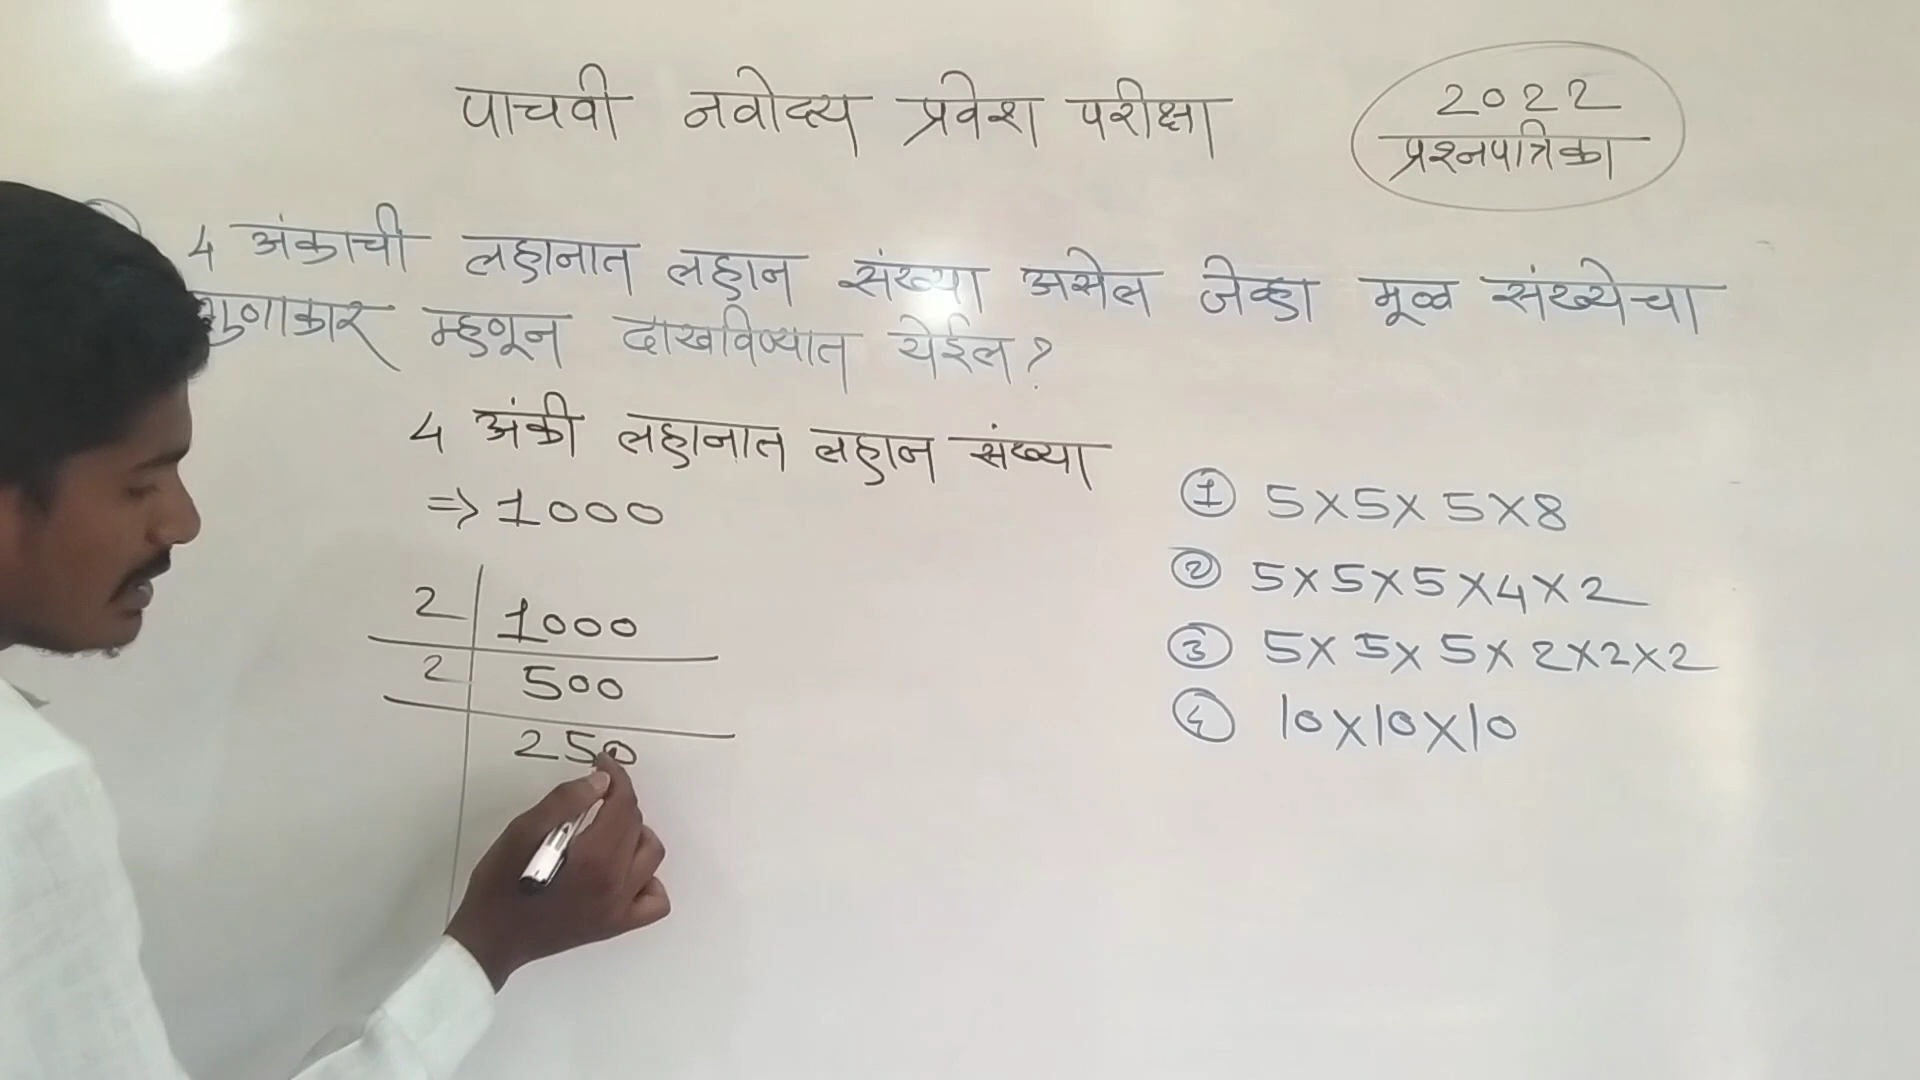 पाचवी नवोदय प्रवेश परीक्षा
2022
प्रश्नपत्रिका
4 अंकाची लहानात लहान संख्या असेल जेव्हा मूळ संख्येचा
गुणाकार म्हणून दाखविण्यात येईल?
4 अंकी लहानात लहान संख्या
⇒ 1000
2 | 1000
2 | 500
250
① 5×5×5×8
② 5×5×5×4×2
③ 5×5×5×2×2×2
④ 10×10×10